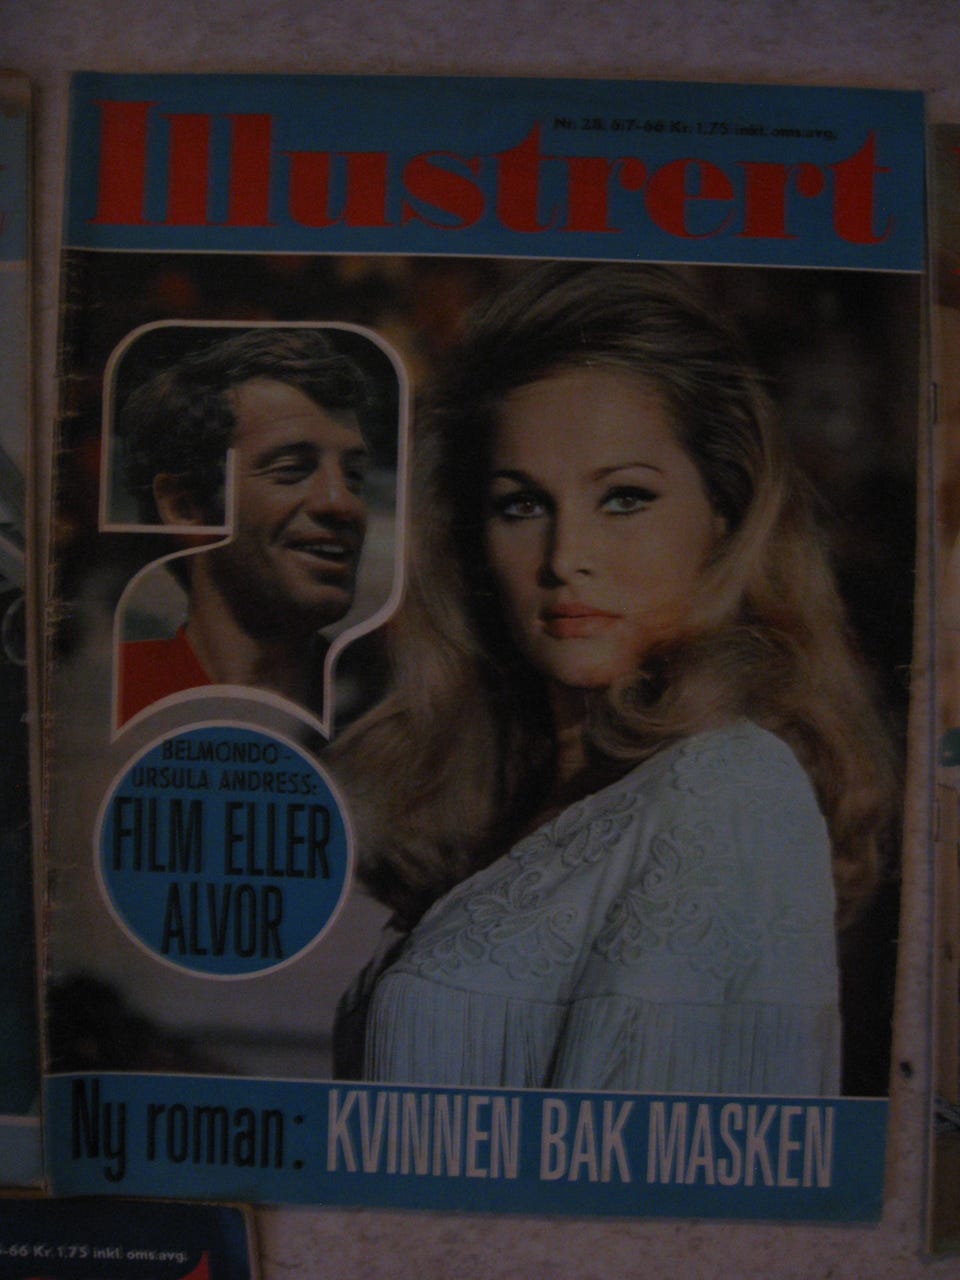 Illustrert
Nr. 28. 6/7-66 Kr. 1,75 inkl. oms.avg.
BELMONDO-
URSULA ANDRESS:
FILM ELLER
ALVOR
Ny roman: KVINNEN BAK MASKEN
-66 Kr. 1,75 inkl. oms.avg.